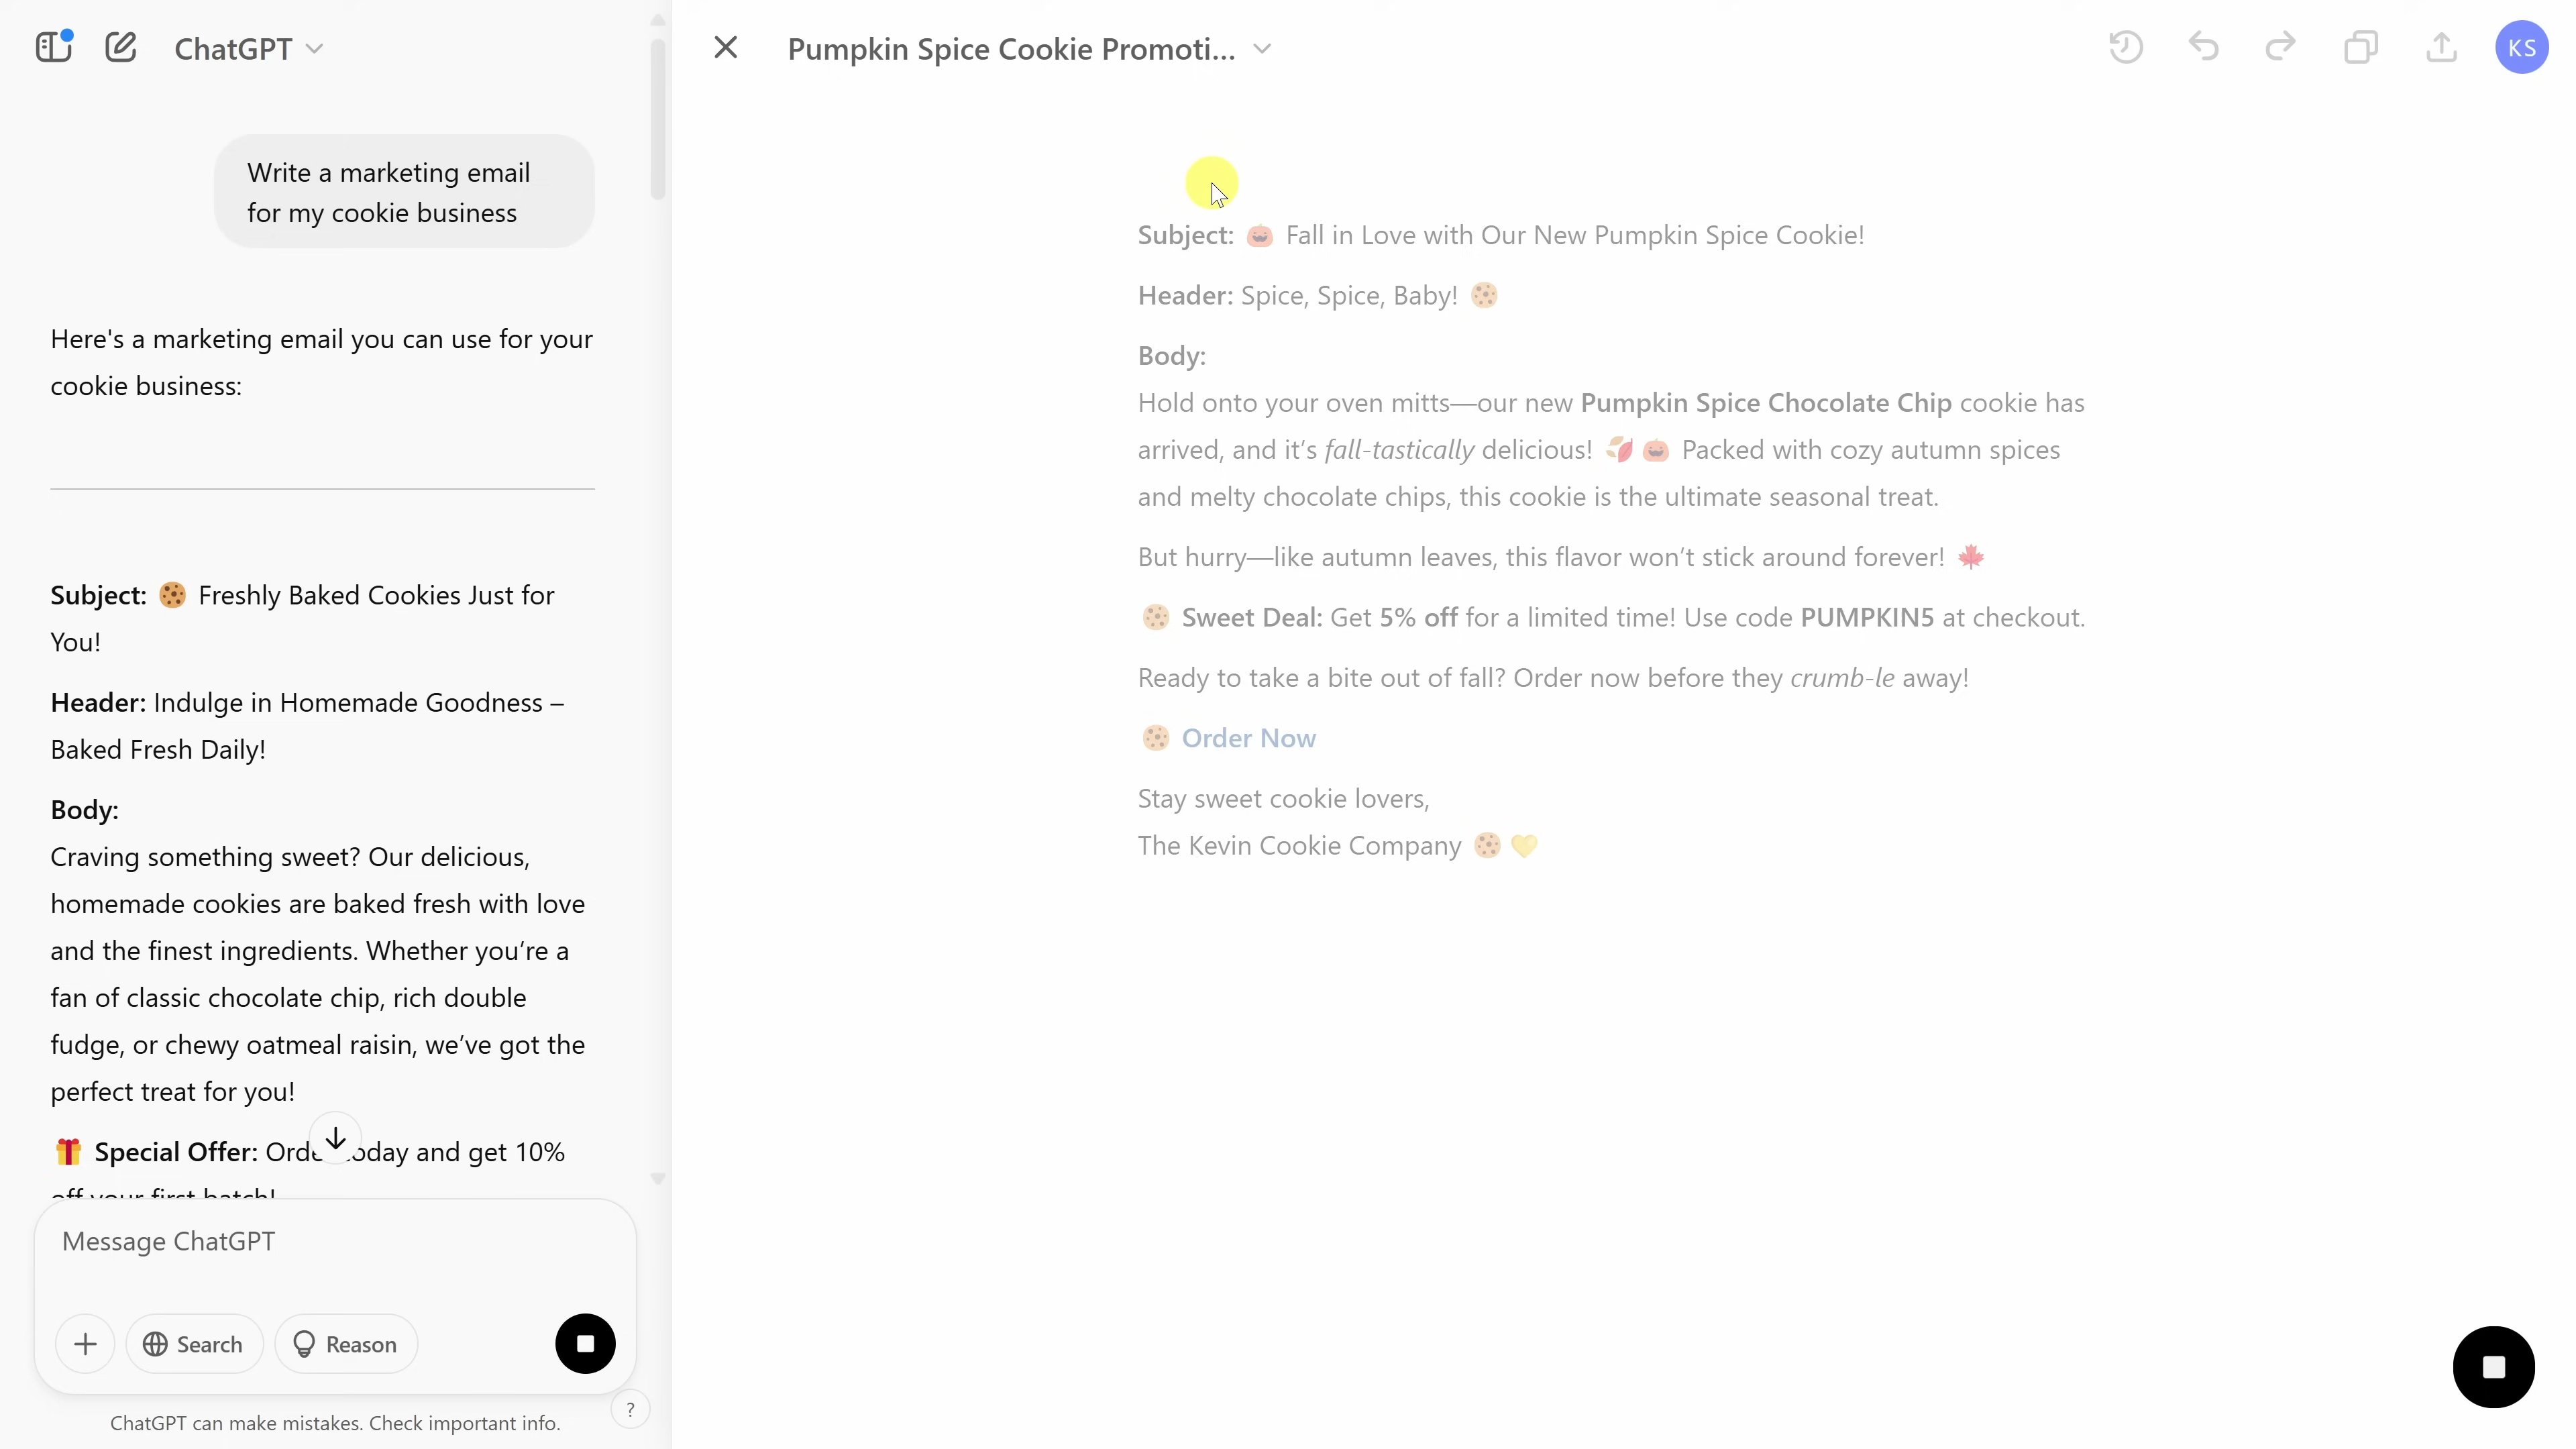 ChatGPT
Write a marketing email
for my cookie business
Here's a marketing email you can use for your
cookie business:
Subject: 🍪 Freshly Baked Cookies Just for
You!
Header: Indulge in Homemade Goodness –
Baked Fresh Daily!
Body:
Craving something sweet? Our delicious,
homemade cookies are baked fresh with love
and the finest ingredients. Whether you’re a
fan of classic chocolate chip, rich double
fudge, or chewy oatmeal raisin, we’ve got the
perfect treat for you!
🎁 Special Offer: Order today and get 10%
off your first batch!
Message ChatGPT
Search
Reason
ChatGPT can make mistakes. Check important info.
?
Pumpkin Spice Cookie Promoti...
KS
Subject: 🎃 Fall in Love with Our New Pumpkin Spice Cookie!
Header: Spice, Spice, Baby! 🍪
Body:
Hold onto your oven mitts—our new Pumpkin Spice Chocolate Chip cookie has
arrived, and it’s fall-tastically delicious! 🍂🎃 Packed with cozy autumn spices
and melty chocolate chips, this cookie is the ultimate seasonal treat.
But hurry—like autumn leaves, this flavor won’t stick around forever! 🍁
🍪 Sweet Deal: Get 5% off for a limited time! Use code PUMPKIN5 at checkout.
Ready to take a bite out of fall? Order now before they crumb-le away!
🍪 Order Now
Stay sweet cookie lovers,
The Kevin Cookie Company 🍪💛